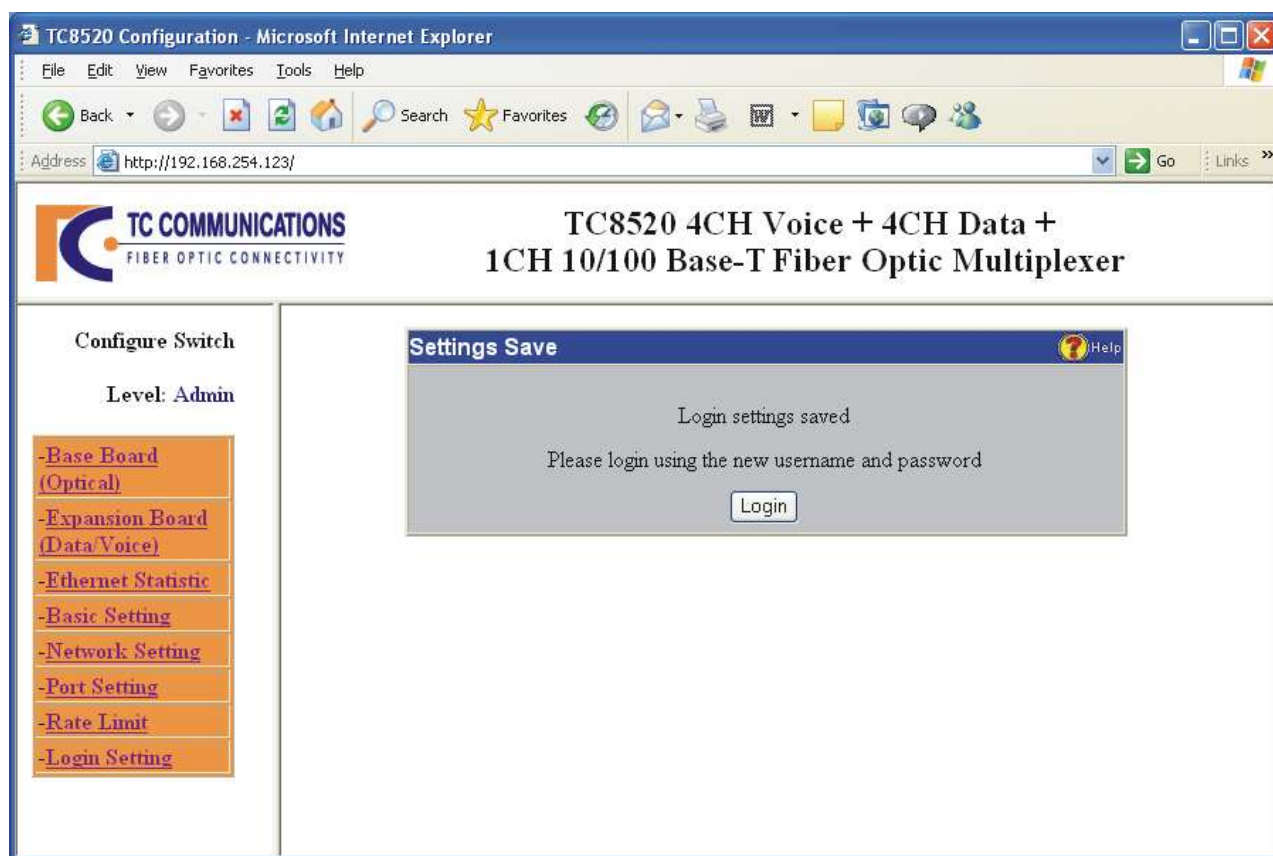 TC8520 Configuration - Microsoft Internet Explorer
File Edit View Favorites Tools Help
Back Search Favorites
Address http://192.168.254.123/ Go Links »
TC COMMUNICATIONS
FIBER OPTIC CONNECTIVITY
TC8520 4CH Voice + 4CH Data +
1CH 10/100 Base-T Fiber Optic Multiplexer
Configure Switch
Level: Admin
-Base Board
(Optical)
-Expansion Board
(Data/Voice)
-Ethernet Statistic
-Basic Setting
-Network Setting
-Port Setting
-Rate Limit
-Login Setting
Settings Save
?Help
Login settings saved
Please login using the new username and password
Login